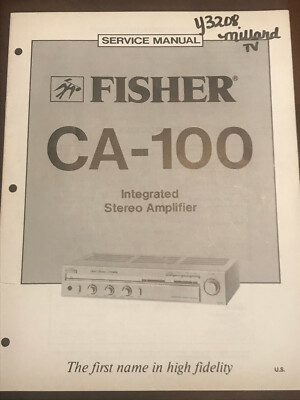 SERVICE MANUAL
y3208
Millard
TV
FISHER®
CA-100
Integrated
Stereo Amplifier
The first name in high fidelity
U.S.